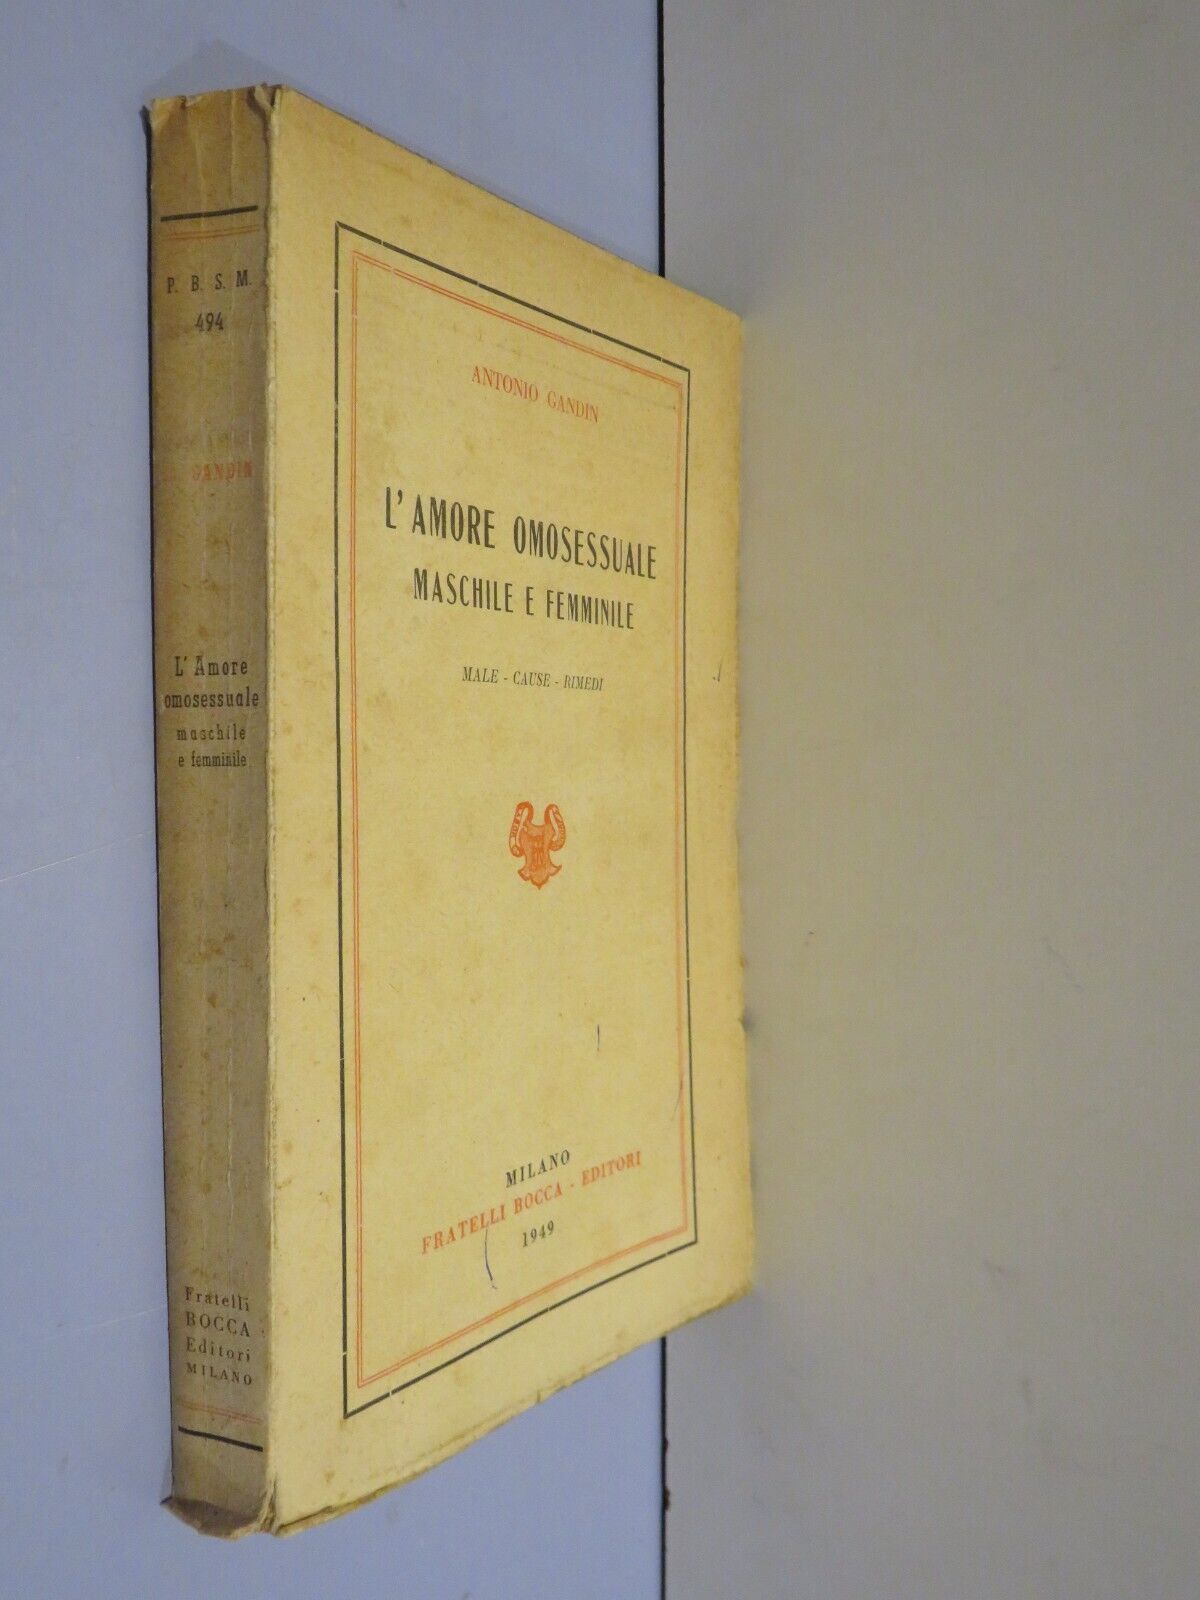 P. B. S. M.
494
GANDIN
L' Amore
omosessuale
maschile
e femminile
Fratelli
BOCCA
Editori
MILANO
ANTONIO GANDIN
L'AMORE OMOSESSUALE
MASCHILE E FEMMINILE
MALE - CAUSE - RIMEDI
MILANO
FRATELLI BOCCA - EDITORI
1949